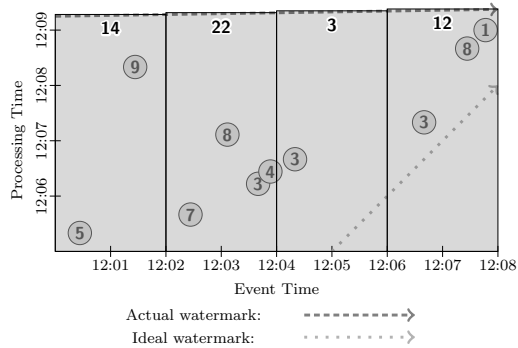 14 22 3 12
12:09
12:08
12:07
12:06
Processing Time
1
8
9
3
8
3
4
3
7
5
12:01 12:02 12:03 12:04 12:05 12:06 12:07 12:08
Event Time
Actual watermark:
Ideal watermark: